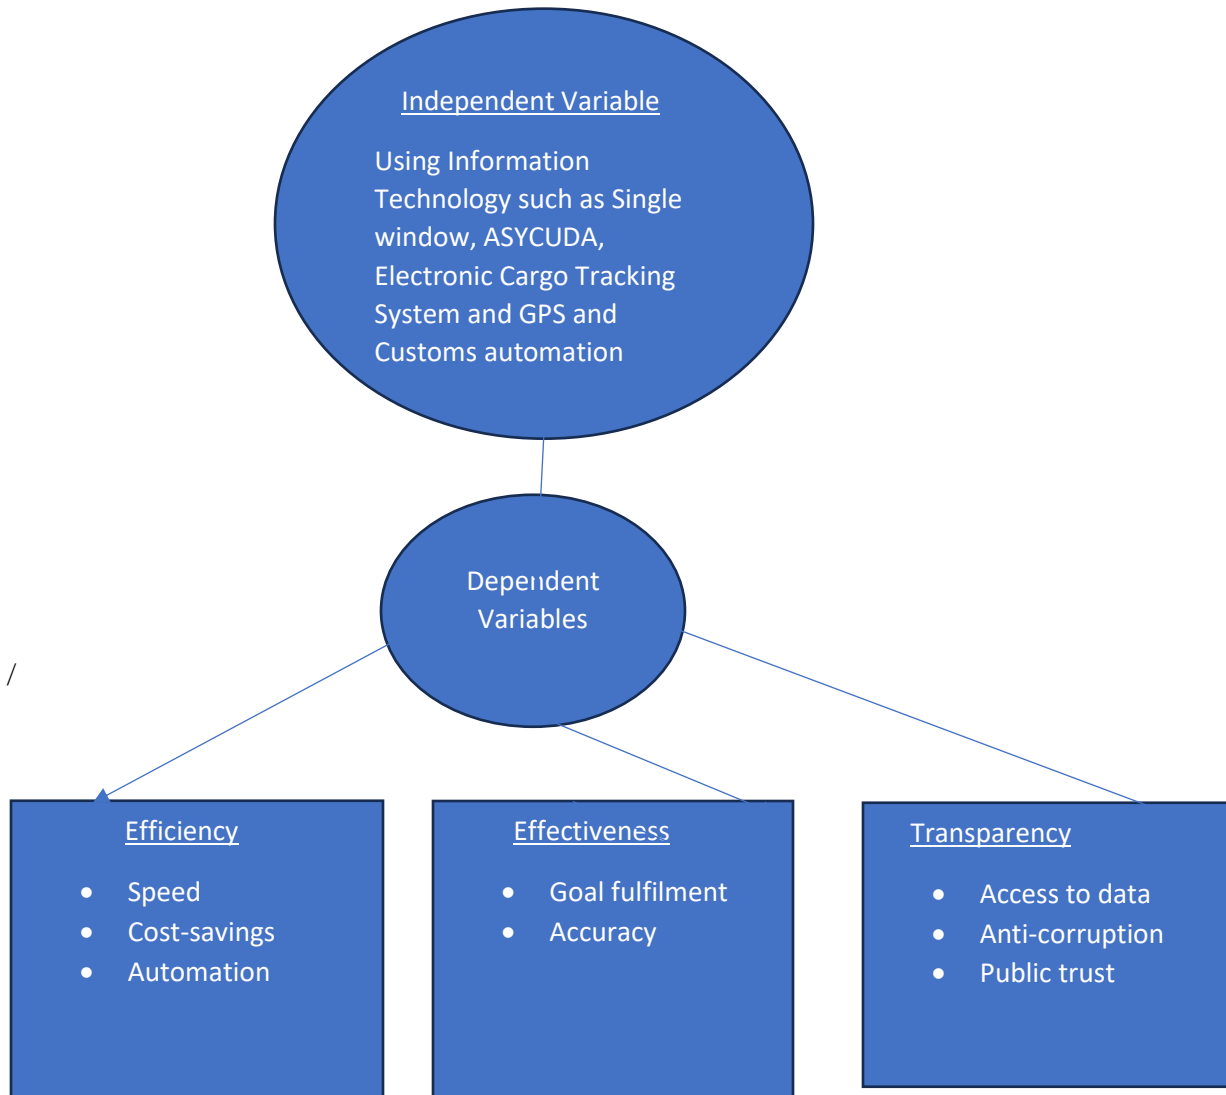 Independent Variable
Using Information
Technology such as Single
window, ASYCUDA,
Electronic Cargo Tracking
System and GPS and
Customs automation
Dependent
Variables
/
Efficiency
• Speed
• Cost-savings
• Automation
Effectiveness
• Goal fulfilment
• Accuracy
Transparency
• Access to data
• Anti-corruption
• Public trust